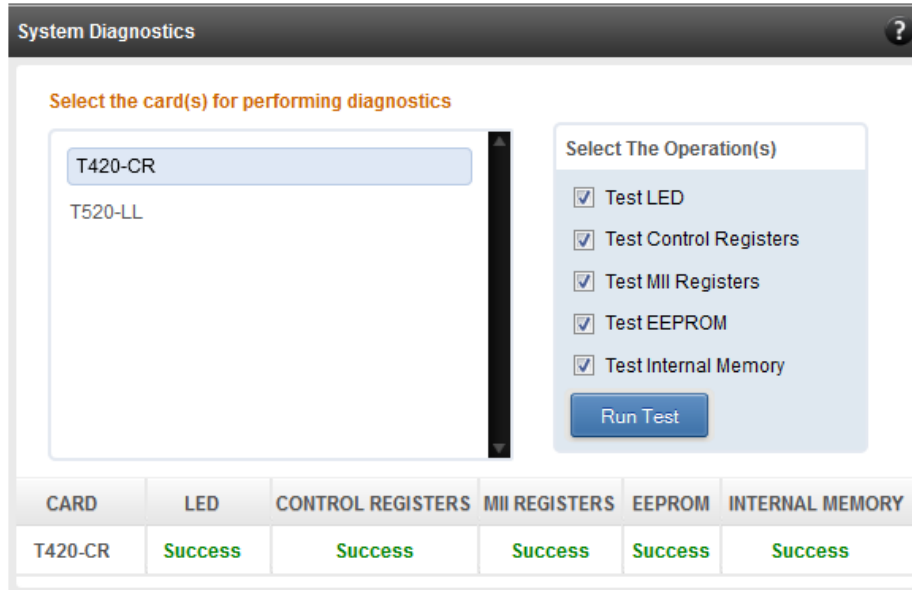 System Diagnostics
?
Select the card(s) for performing diagnostics
T420-CR
T520-LL
Select The Operation(s)
Test LED
Test Control Registers
Test MII Registers
Test EEPROM
Test Internal Memory
Run Test
CARD LED CONTROL REGISTERS MII REGISTERS EEPROM INTERNAL MEMORY
T420-CR Success Success Success Success Success